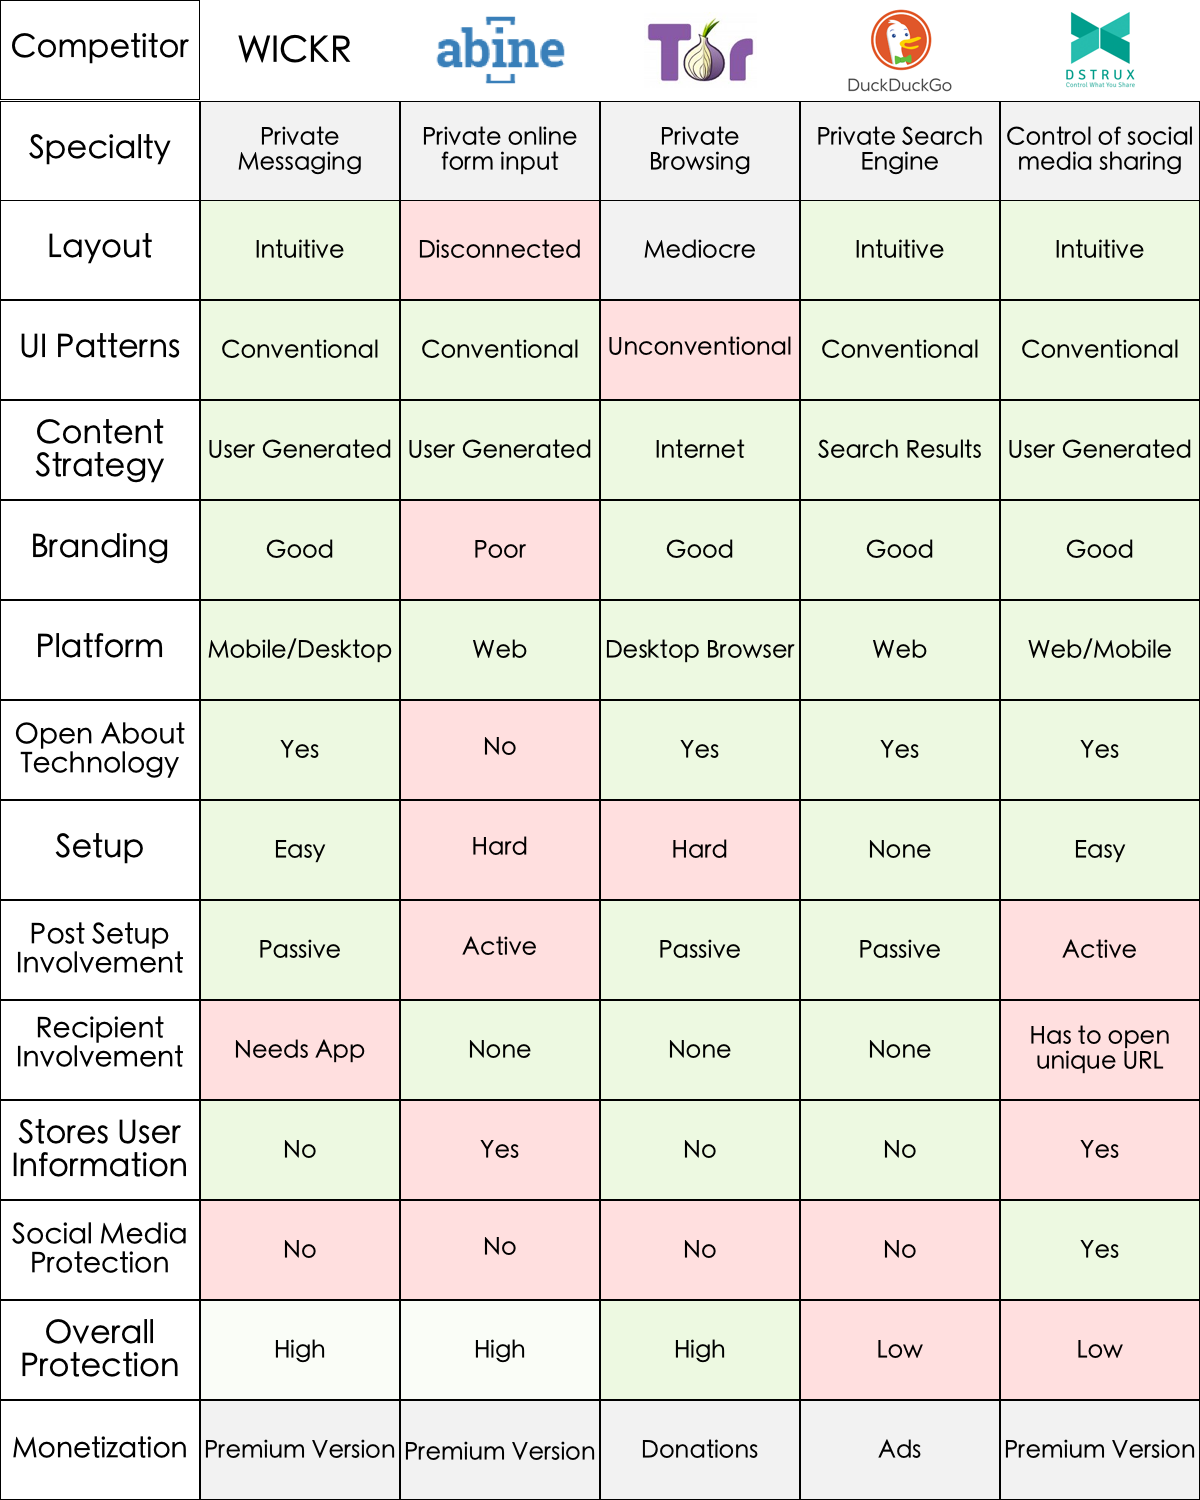 Competitor
WICKR
abine
Tor
DuckDuckGo
DSTRUX
Control What You Share
Specialty
Private
Messaging
Private online
form input
Private
Browsing
Private Search
Engine
Control of social
media sharing
Layout
Intuitive
Disconnected
Mediocre
Intuitive
Intuitive
UI Patterns
Conventional
Conventional
Unconventional
Conventional
Conventional
Content
Strategy
User Generated
User Generated
Internet
Search Results
User Generated
Branding
Good
Poor
Good
Good
Good
Platform
Mobile/Desktop
Web
Desktop Browser
Web
Web/Mobile
Open About
Technology
Yes
No
Yes
Yes
Yes
Setup
Easy
Hard
Hard
None
Easy
Post Setup
Involvement
Passive
Active
Passive
Passive
Active
Recipient
Involvement
Needs App
None
None
None
Has to open
unique URL
Stores User
Information
No
Yes
No
No
Yes
Social Media
Protection
No
No
No
No
Yes
Overall
Protection
High
High
High
Low
Low
Monetization
Premium Version
Premium Version
Donations
Ads
Premium Version